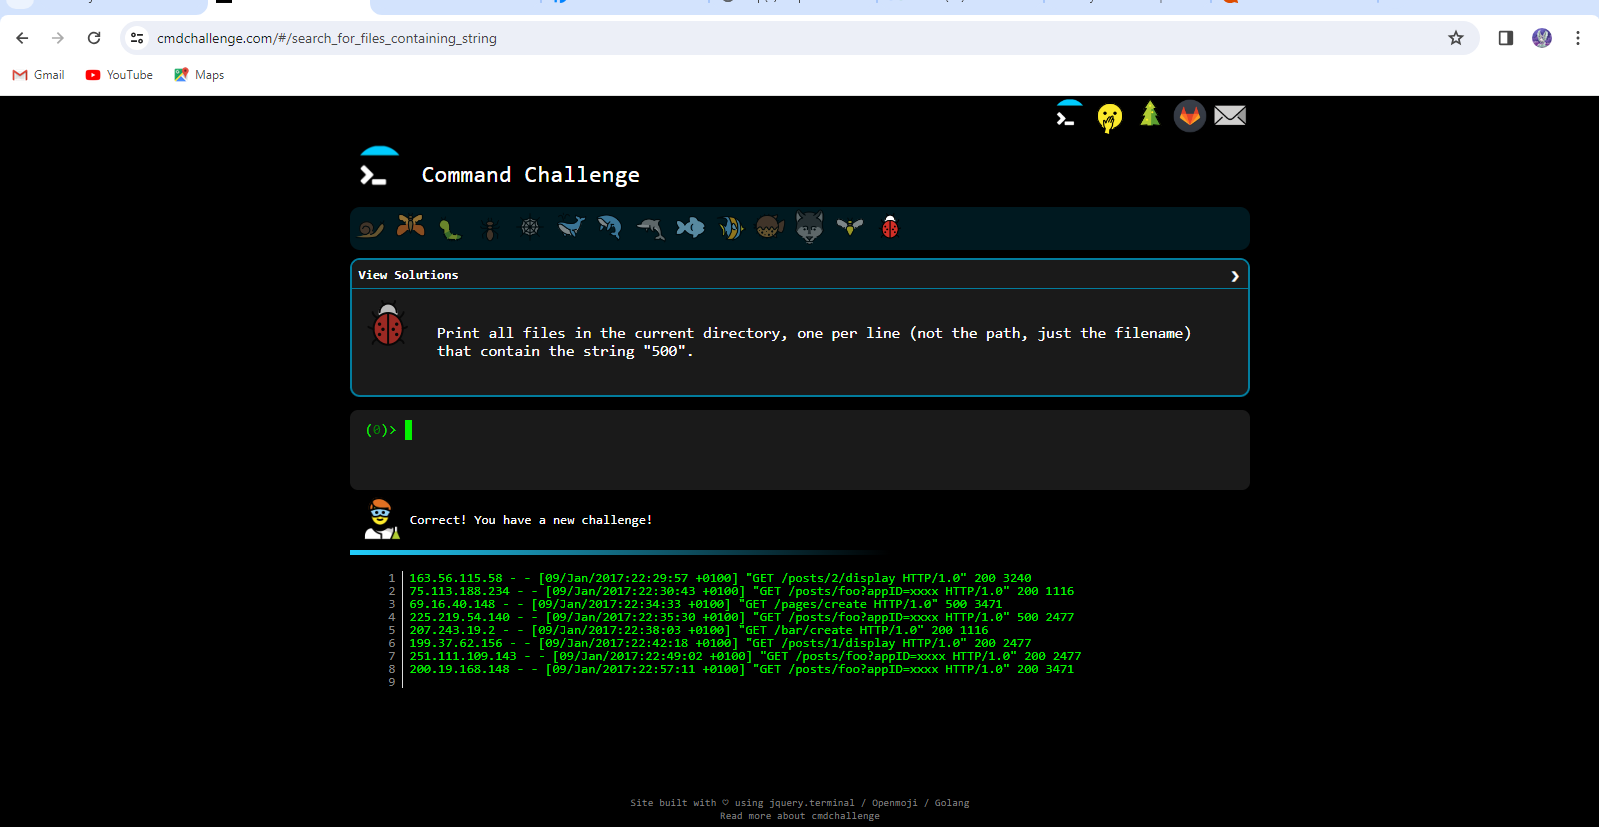 cmdchallenge.com/#/search_for_files_containing_string
Gmail YouTube Maps
Command Challenge
View Solutions
Print all files in the current directory, one per line (not the path, just the filename)
that contain the string "500".
(0)>
Correct! You have a new challenge!
1 163.56.115.58 - - [09/Jan/2017:22:29:57 +0100] "GET /posts/2/display HTTP/1.0" 200 3240
2 75.113.188.234 - - [09/Jan/2017:22:30:43 +0100] "GET /posts/foo?appID=xxxx HTTP/1.0" 200 1116
3 69.16.40.148 - - [09/Jan/2017:22:34:33 +0100] "GET /pages/create HTTP/1.0" 500 3471
4 225.219.54.140 - - [09/Jan/2017:22:35:30 +0100] "GET /posts/foo?appID=xxxx HTTP/1.0" 500 2477
5 207.243.19.2 - - [09/Jan/2017:22:38:03 +0100] "GET /bar/create HTTP/1.0" 200 1116
6 199.37.62.156 - - [09/Jan/2017:22:42:18 +0100] "GET /posts/1/display HTTP/1.0" 200 2477
7 251.111.109.143 - - [09/Jan/2017:22:49:02 +0100] "GET /posts/foo?appID=xxxx HTTP/1.0" 200 2477
8 200.19.168.148 - - [09/Jan/2017:22:57:11 +0100] "GET /posts/foo?appID=xxxx HTTP/1.0" 200 3471
9
Site built with ♡ using jquery.terminal / Openmoji / Golang
Read more about cmdchallenge